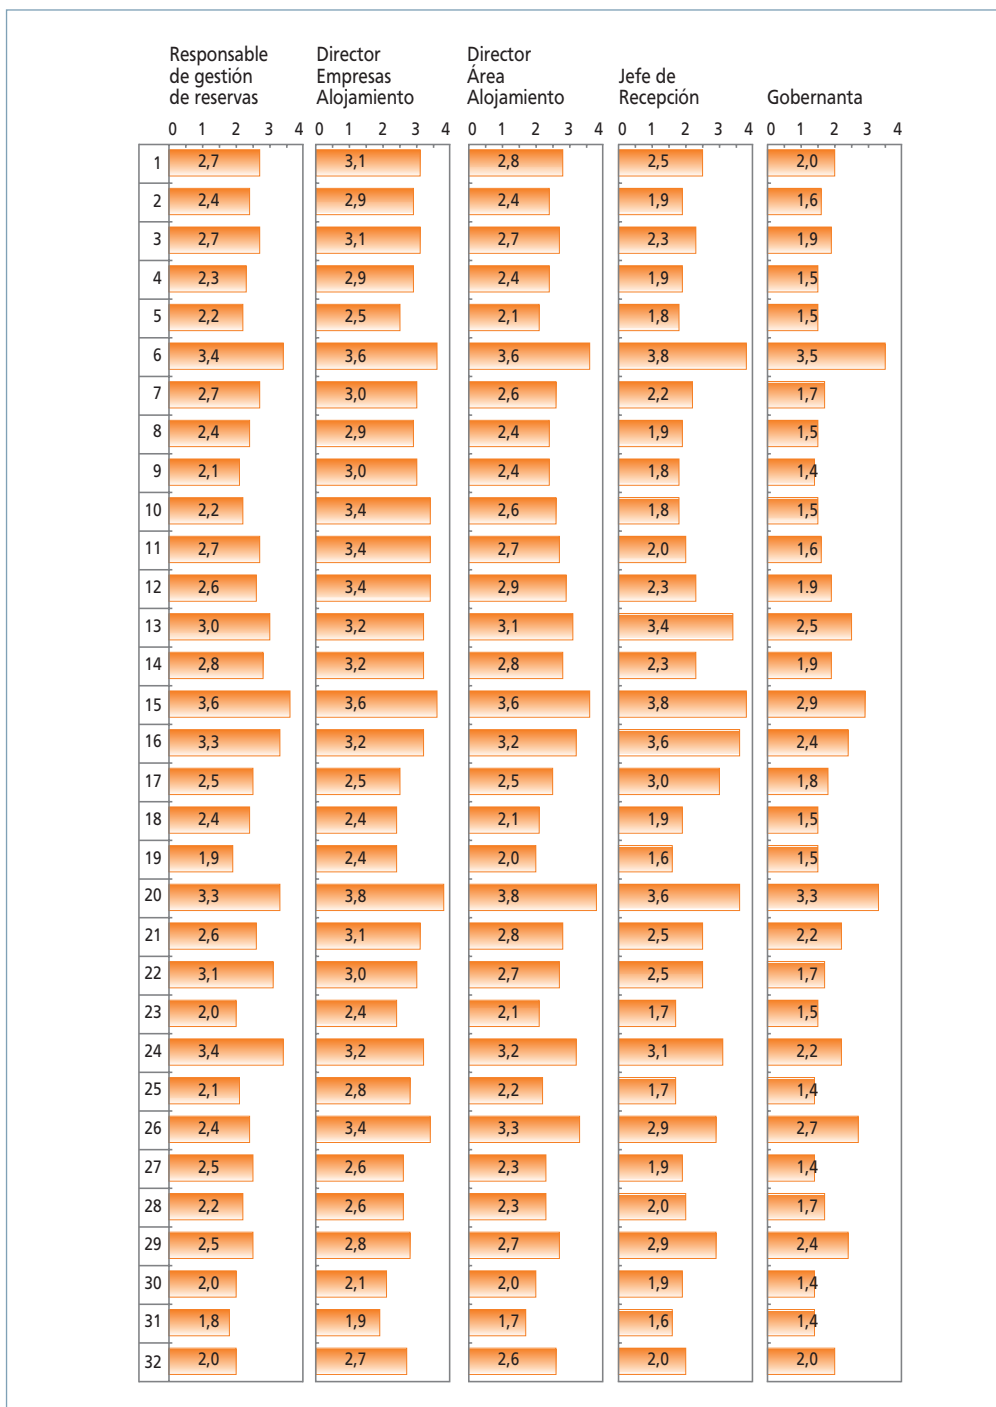 Responsable
de gestión
de reservas
Director
Empresas
Alojamiento
Director
Área
Alojamiento
Jefe de
Recepción
Gobernanta
0 1 2 3 4 0 1 2 3 4 0 1 2 3 4 0 1 2 3 4 0 1 2 3 4
1 2,7 3,1 2,8 2,5 2,0
2 2,4 2,9 2,4 1,9 1,6
3 2,7 3,1 2,7 2,3 1,9
4 2,3 2,9 2,4 1,9 1,5
5 2,2 2,5 2,1 1,8 1,5
6 3,4 3,6 3,6 3,8 3,5
7 2,7 3,0 2,6 2,2 1,7
8 2,4 2,9 2,4 1,9 1,5
9 2,1 3,0 2,4 1,8 1,4
10 2,2 3,4 2,6 1,8 1,5
11 2,7 3,4 2,7 2,0 1,6
12 2,6 3,4 2,9 2,3 1.9
13 3,0 3,2 3,1 3,4 2,5
14 2,8 3,2 2,8 2,3 1,9
15 3,6 3,6 3,6 3,8 2,9
16 3,3 3,2 3,2 3,6 2,4
17 2,5 2,5 2,5 3,0 1,8
18 2,4 2,4 2,1 1,9 1,5
19 1,9 2,4 2,0 1,6 1,5
20 3,3 3,8 3,8 3,6 3,3
21 2,6 3,1 2,8 2,5 2,2
22 3,1 3,0 2,7 2,5 1,7
23 2,0 2,4 2,1 1,7 1,5
24 3,4 3,2 3,2 3,1 2,2
25 2,1 2,8 2,2 1,7 1,4
26 2,4 3,4 3,3 2,9 2,7
27 2,5 2,6 2,3 1,9 1,4
28 2,2 2,6 2,3 2,0 1,7
29 2,5 2,8 2,7 2,9 2,4
30 2,0 2,1 2,0 1,9 1,4
31 1,8 1,9 1,7 1,6 1,4
32 2,0 2,7 2,6 2,0 2,0